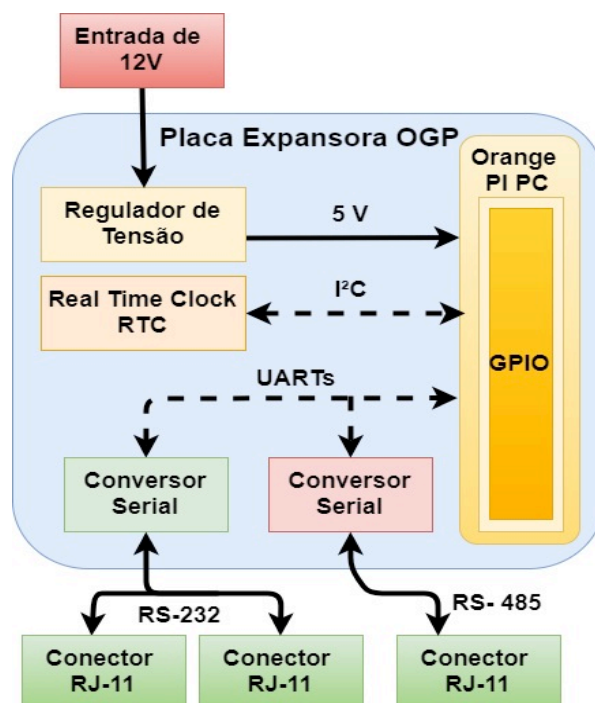 Entrada de
12V
Placa Expansora OGP
Orange
PI PC
Regulador de
Tensão
5 V
Real Time Clock
RTC
I²C
GPIO
UARTs
Conversor
Serial
Conversor
Serial
RS-232
RS- 485
Conector
RJ-11
Conector
RJ-11
Conector
RJ-11